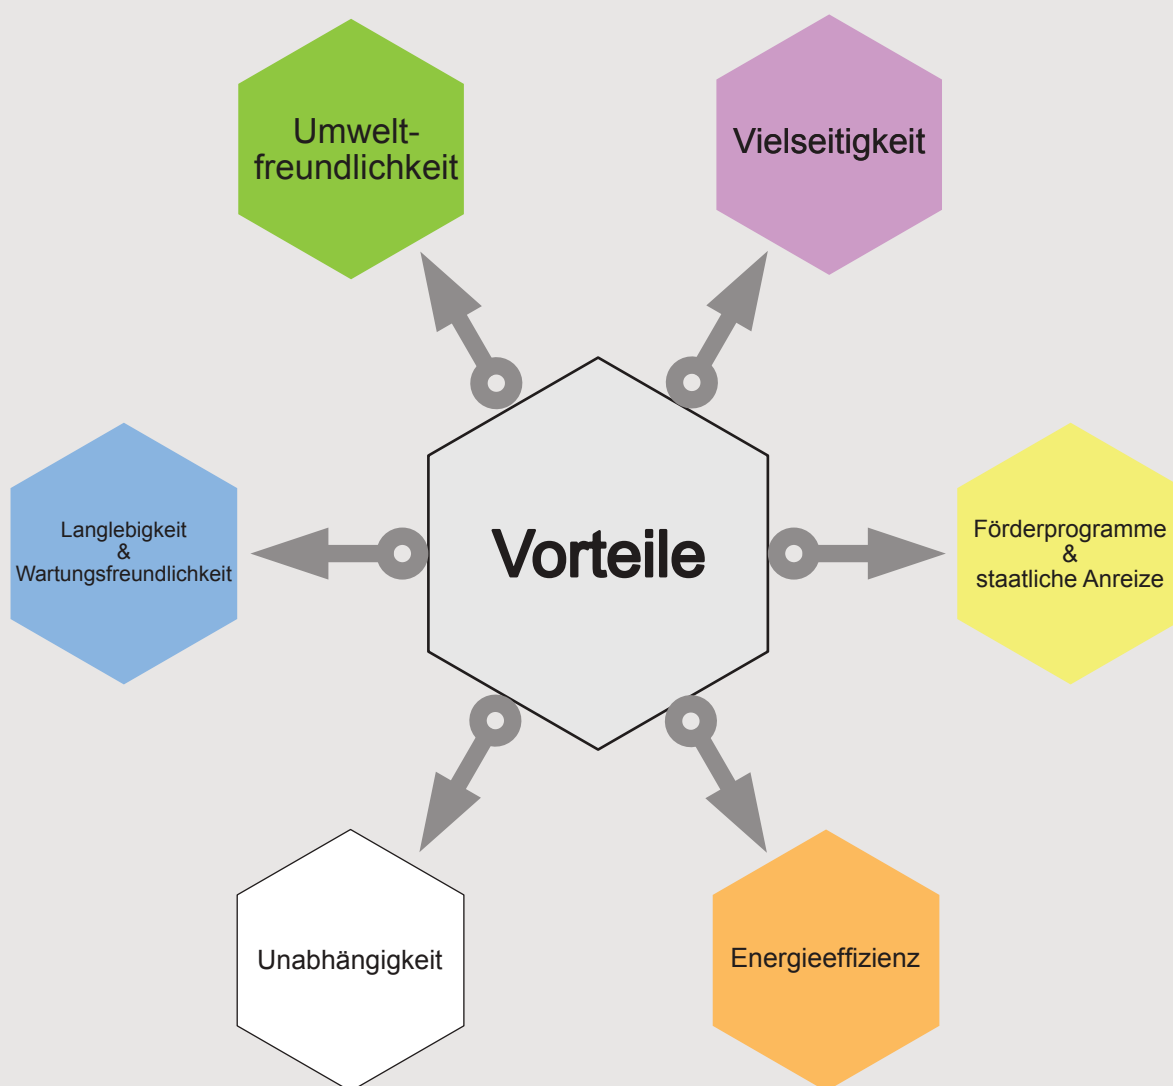 Umwelt-
freundlichkeit
Vielseitigkeit
Langlebigkeit
&
Wartungsfreundlichkeit
Vorteile
Förderprogramme
&
staatliche Anreize
Unabhängigkeit
Energieeffizienz